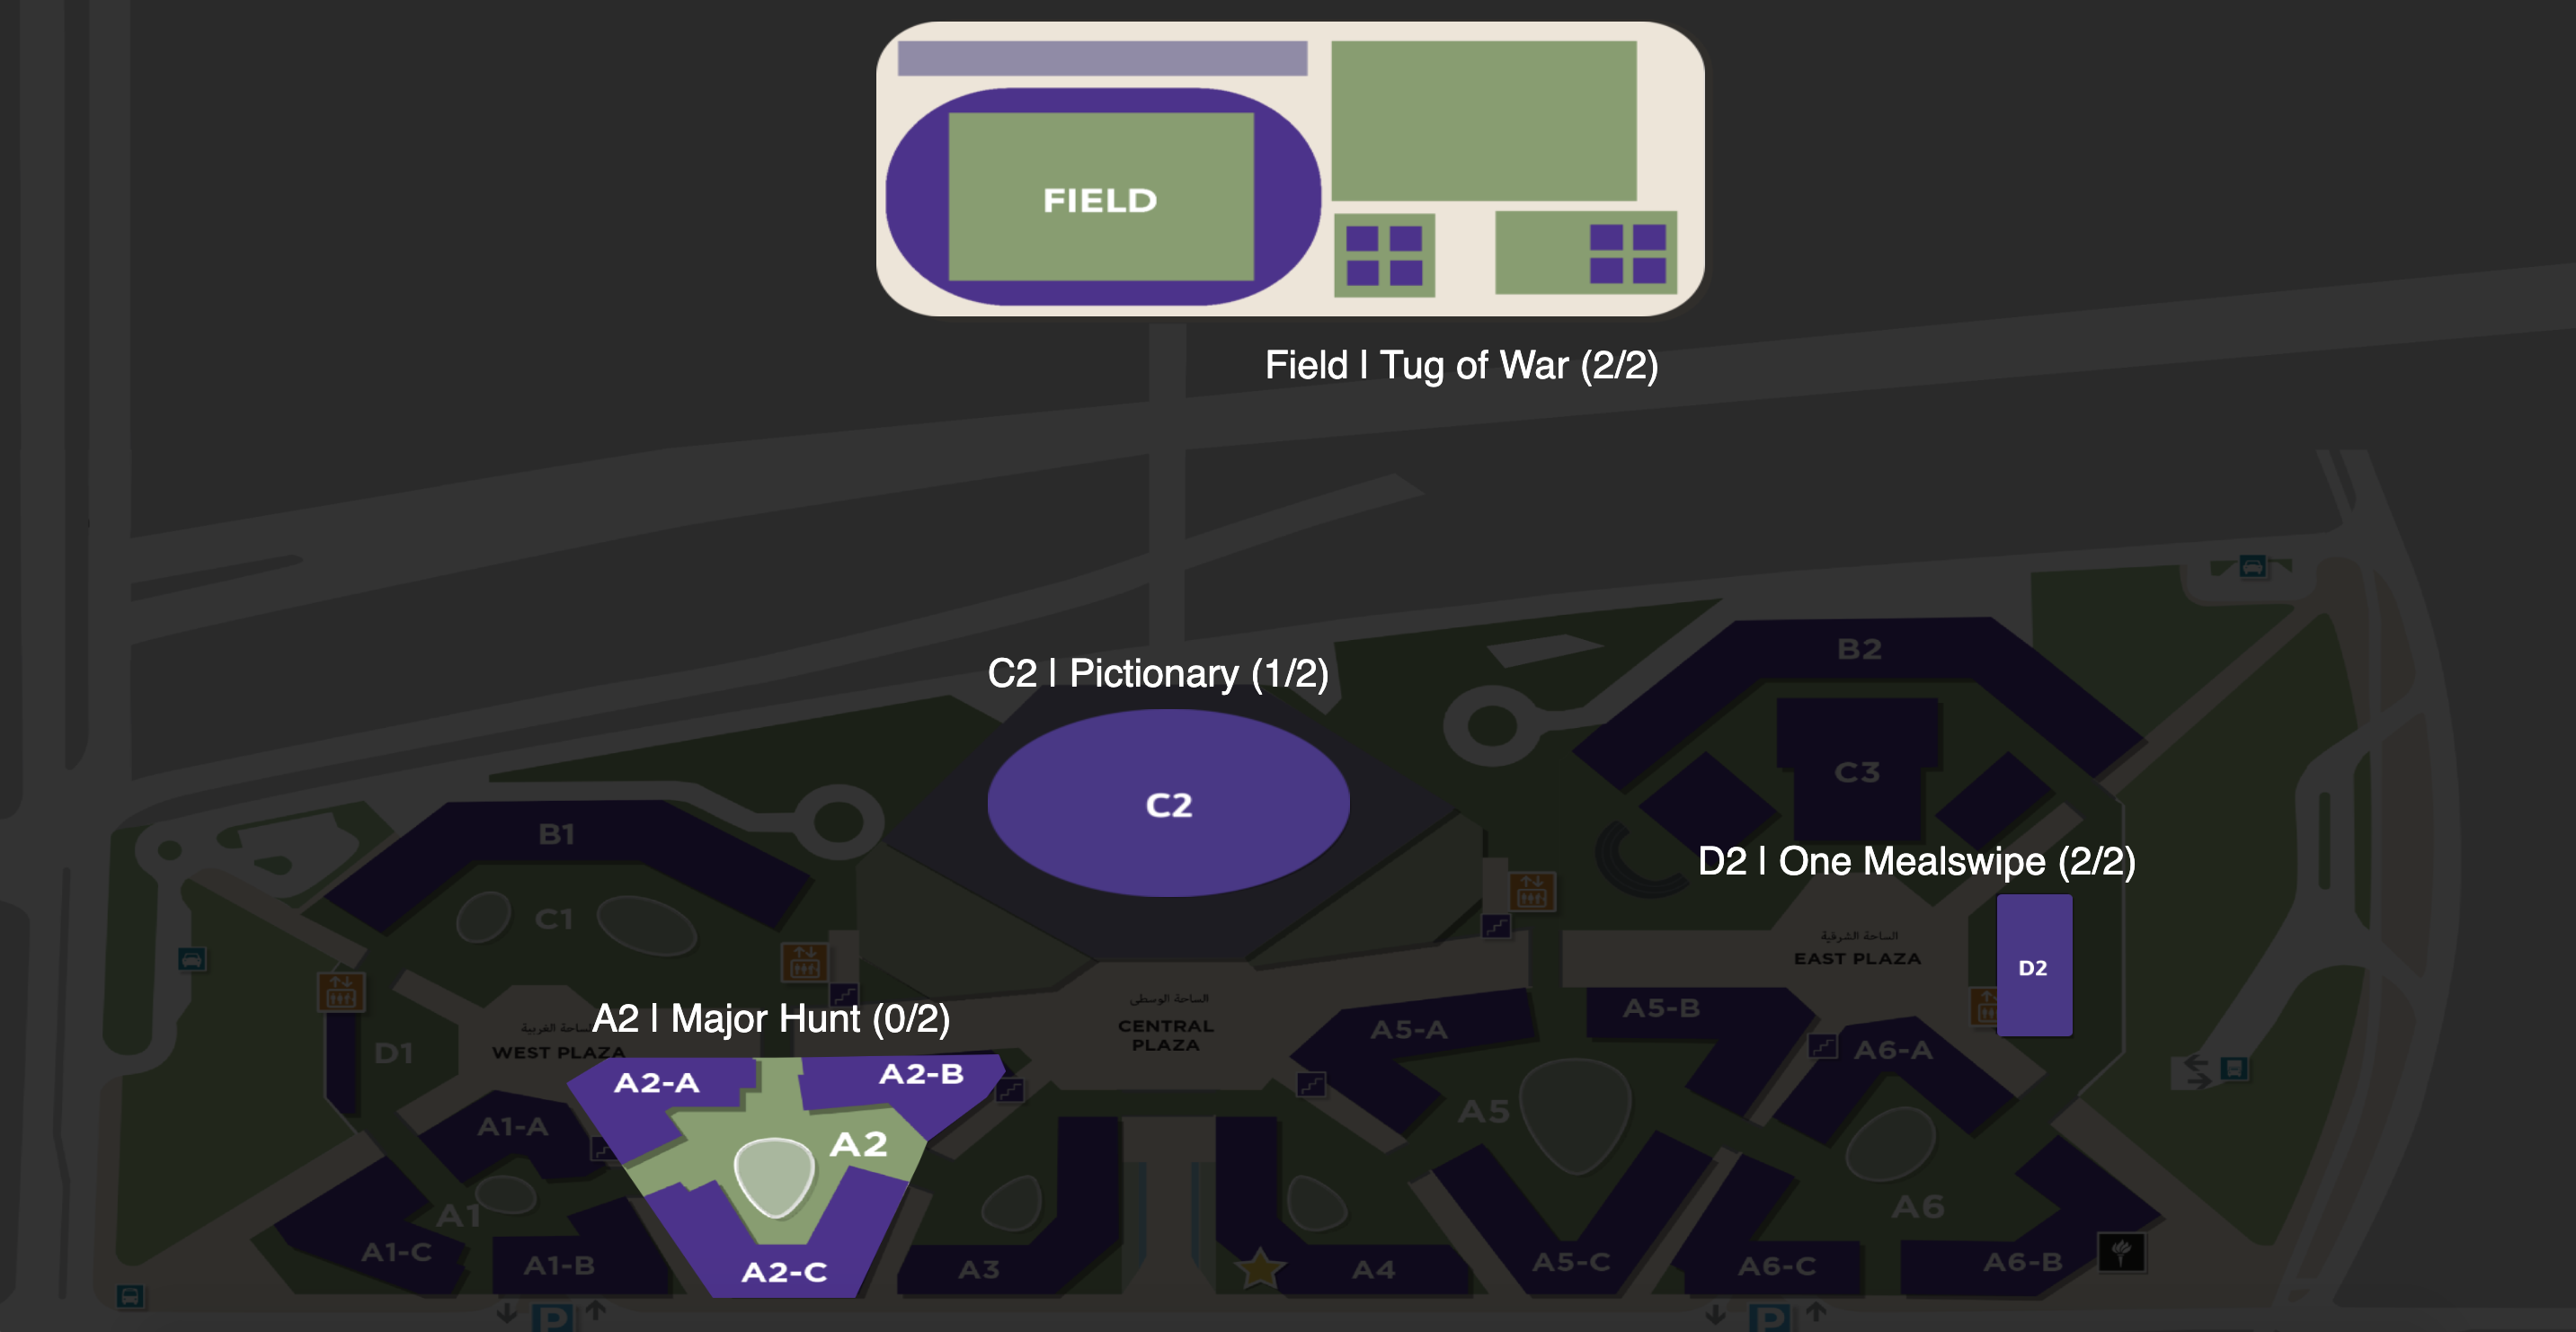 FIELD
Field | Tug of War (2/2)
B2
C2 | Pictionary (1/2)
C3
C2
B1
D2 | One Mealswipe (2/2)
C1
الساحة الشرقية
EAST PLAZA
D2
الساحة الوسطى
CENTRAL
PLAZA
A5-B
A5-A
A2 | Major Hunt (0/2)
WEST PLAZA
D1
A6-A
A2-A
A2-B
A1-A
A2
A5
A1
A6
A1-C
A1-B
A2-C
A3
A4
A5-C
A6-C
A6-B
P
P